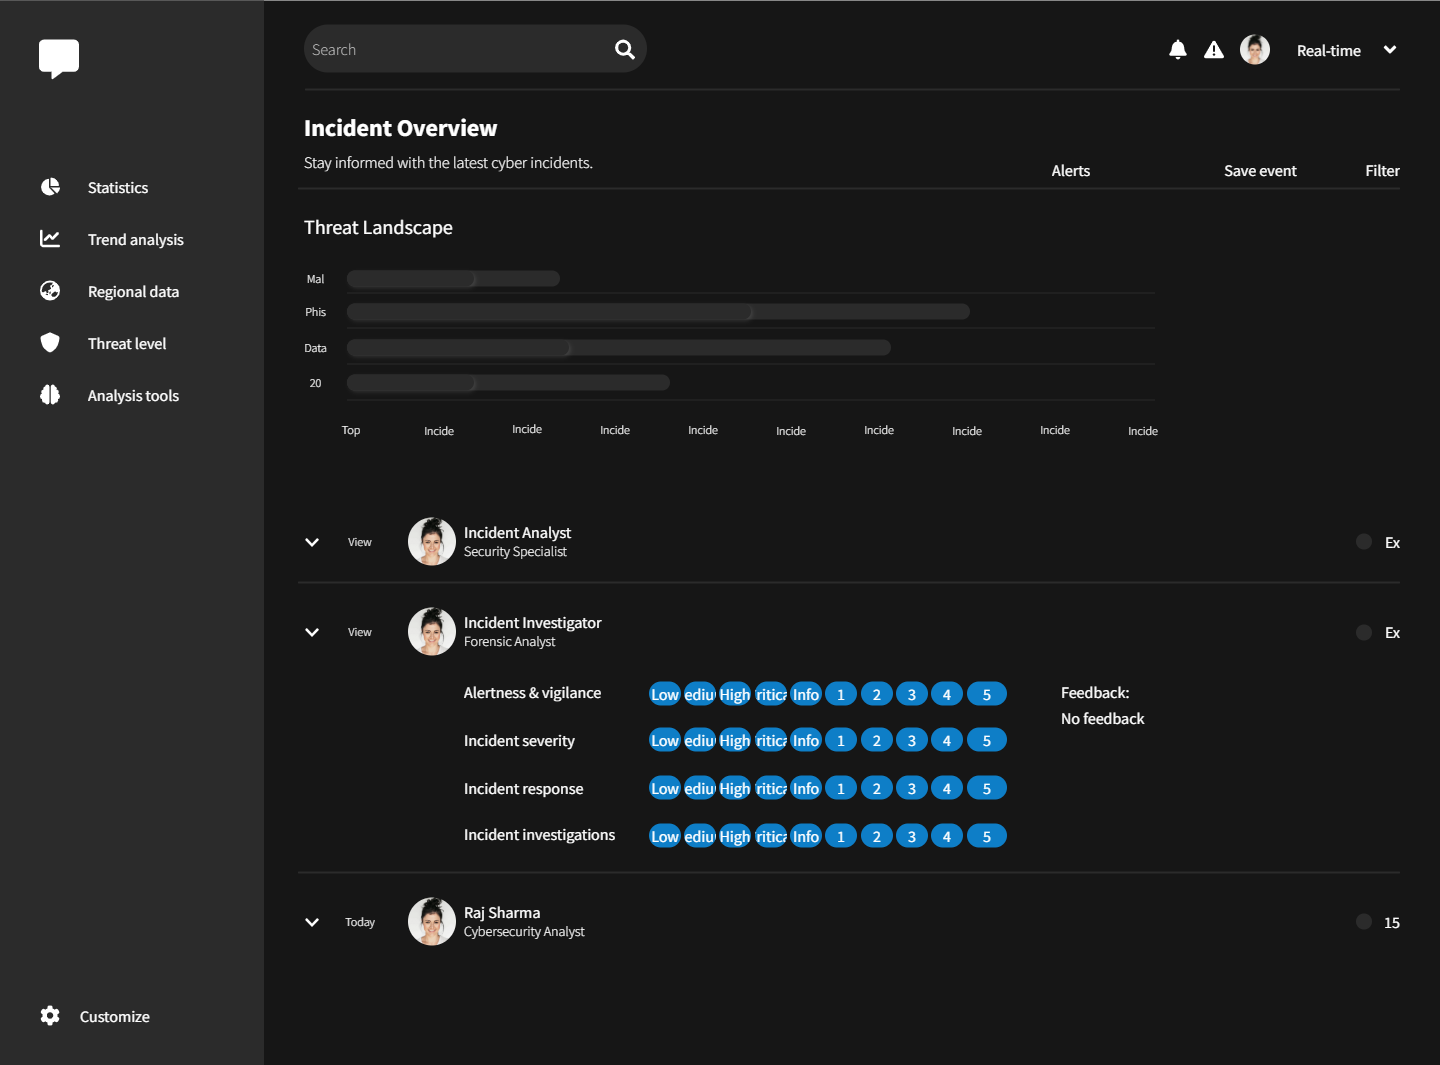 Search
Real-time
Incident Overview
Stay informed with the latest cyber incidents.
Alerts
Save event
Filter
Statistics
Trend analysis
Regional data
Threat level
Analysis tools
Customize
Threat Landscape
Mal
Phis
Data
20
Top Incide Incide Incide Incide Incide Incide Incide Incide Incide
View
Incident Analyst
Security Specialist
Ex
View
Incident Investigator
Forensic Analyst
Ex
Alertness & vigilance
Low ediu High ritica Info 1 2 3 4 5
Feedback:
No feedback
Incident severity
Low ediu High ritica Info 1 2 3 4 5
Incident response
Low ediu High ritica Info 1 2 3 4 5
Incident investigations
Low ediu High ritica Info 1 2 3 4 5
Today
Raj Sharma
Cybersecurity Analyst
15